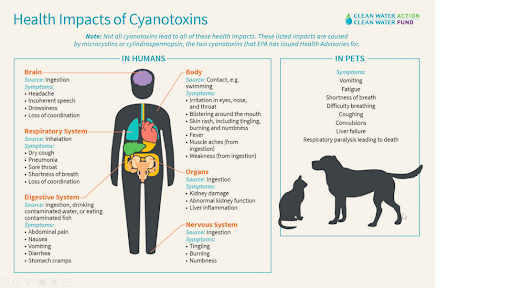 Health Impacts of Cyanotoxins
CLEAN WATER ACTION
CLEAN WATER FUND
Note: Not all cyanotoxins lead to all of these health impacts. These listed impacts are caused
by microcystins or cylindraspermopsin, the two cyanotoxins that EPA has issued Health Advisories for.
IN HUMANS
Brain
Source: Ingestion
Symptoms:
• Headache
• Incoherent speech
• Drowsiness
• Loss of coordination
Respiratory System
Source: Inhalation
Symptoms:
• Dry cough
• Pneumonia
• Sore throat
• Shortness of breath
• Loss of coordination
Digestive System
Source: Ingestion, drinking
contaminated water, or eating
contaminated fish
Symptoms:
• Abdominal pain
• Nausea
• Vomiting
• Diarrhea
• Stomach cramps
Body
Source: Contact, e.g.
swimming
Symptoms:
• Irritation in eyes, nose,
and throat
• Blistering around the mouth
• Skin rash, including tingling,
burning and numbness
• Fever
• Muscle aches (from
ingestion)
• Weakness (from ingestion)
Organs
Source: Ingestion
Symptoms:
• Kidney damage
• Abnormal kidney function
• Liver inflammation
Nervous System
Source: Ingestion
Symptoms:
• Tingling
• Burning
• Numbness
IN PETS
Symptoms:
Vomiting
Fatigue
Shortness of breath
Difficulty breathing
Coughing
Convulsions
Liver failure
Respiratory paralysis leading to death